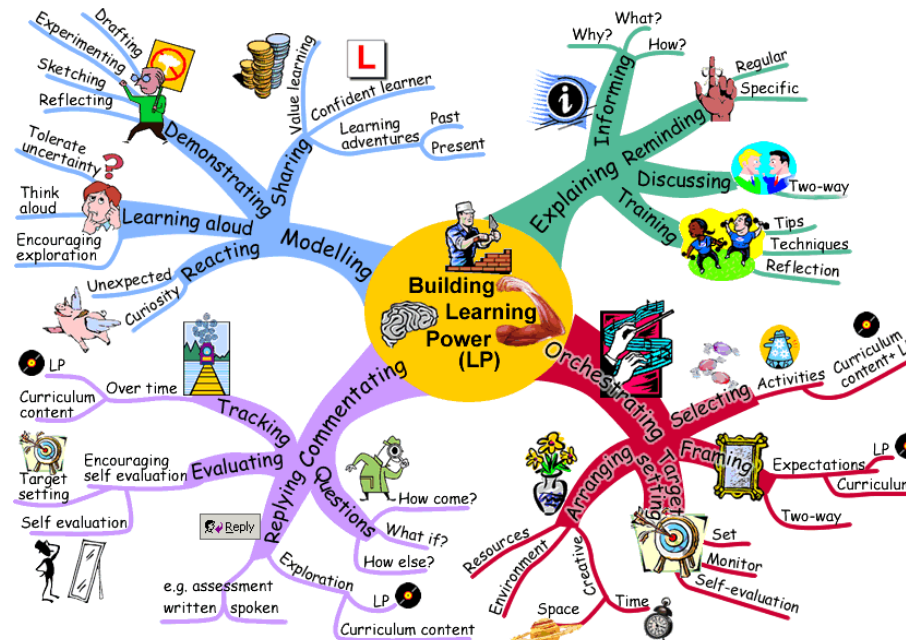 Building
Learning
Power
(LP)
Modelling
Demonstrating
Drafting
Experimenting
Sketching
Reflecting
Sharing
Value learning
L
Confident learner
Learning
adventures
Past
Present
Learning aloud
Tolerate
uncertainty
Think
aloud
Encouraging
exploration
Reacting
Unexpected
Curiosity
Explaining
Informing
Why?
What?
How?
i
Reminding
Regular
Specific
Discussing
Two-way
Training
Tips
Techniques
Reflection
Orchestrating
Selecting
Activities
Curriculum
content+ L
Framing
Expectations
LP
Curriculum
Two-way
Target
setting
Set
Monitor
Self-evaluation
Arranging
Resources
Environment
Creative
Space
Time
Commentating
Tracking
Over time
LP
Curriculum
content
Evaluating
Encouraging
self evaluation
Target
setting
Self evaluation
Replying
Reply
e.g. assessment
written
spoken
Exploration
LP
Curriculum content
Questions
How come?
What if?
How else?